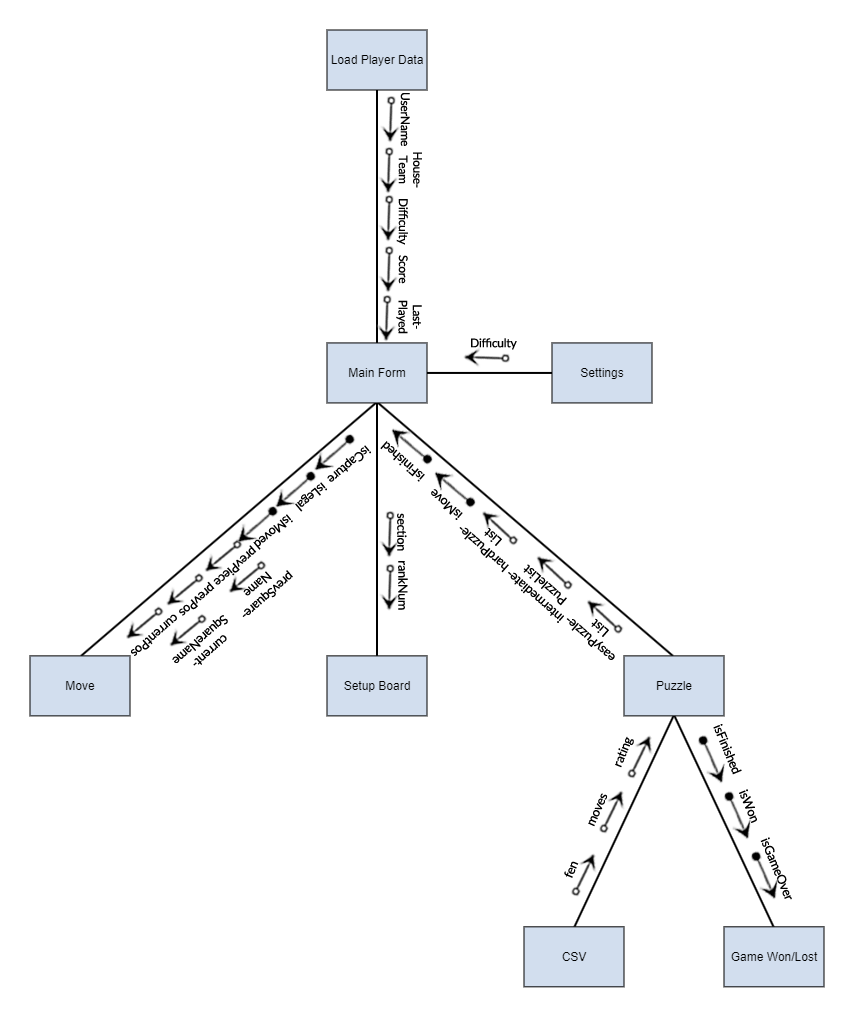 Load Player Data
UserName
House-
Team
Difficulty
Score
Last-
Played
Main Form
Difficulty
Settings
isCapture
isLegal
isMoved
prevPiece
prevPos
currentPos
prevSquare-
Name
current-
SquareName
section
rankNum
isFinished
isMove
hardPuzzle-
List
intermediate-
PuzzleList
easyPuzzle-
List
Move
Setup Board
Puzzle
rating
moves
fen
isFinished
isWon
isGameOver
CSV
Game Won/Lost